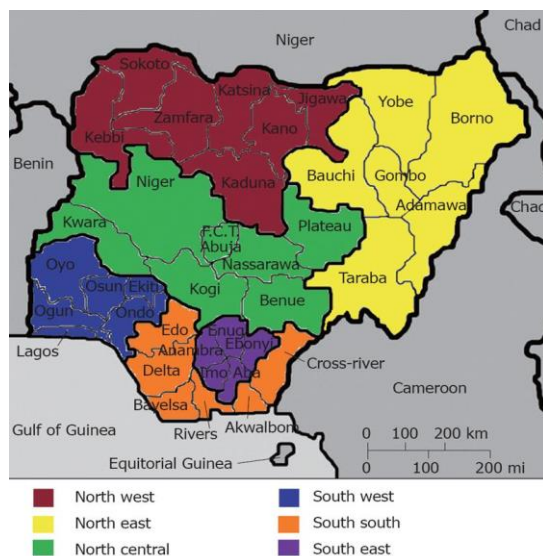 Niger
Chad
Sokoto
Katsina
Jigawa
Yobe
Borno
Zamfara
Kano
Kebbi
Benin
Bauchi
Gombo
Niger
Kaduna
Adamawa
Chad
Kwara
F.C.T.
Abuja
Plateau
Nassarawa
Oyo
Taraba
Osun
Ekiti
Kogi
Benue
Ogun
Ondo
Edo
Enugu
Ebonyi
Anambra
Lagos
Cross-river
Delta
Imo
Aba
Cameroon
Bayelsa
Gulf of Guinea
Rivers
Akwalbom
0 100 200 km
Equitorial Guinea
0 100 200 mi
North west
South west
North east
South south
North central
South east